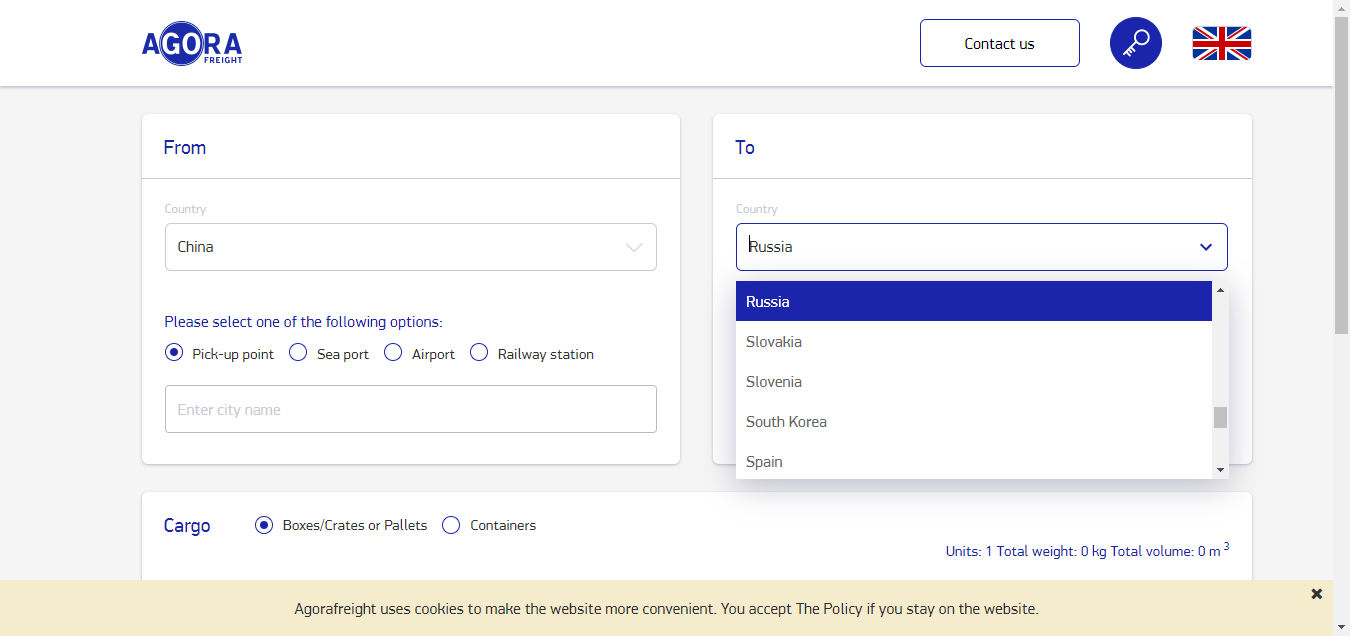 AGORA
FREIGHT
Contact us
From
Country
China
Please select one of the following options:
Pick-up point Sea port Airport Railway station
Enter city name
To
Country
Russia
Russia
Slovakia
Slovenia
South Korea
Spain
Cargo Boxes/Crates or Pallets Containers
Units: 1 Total weight: 0 kg Total volume: 0 m 3
Agorafreight uses cookies to make the website more convenient. You accept The Policy if you stay on the website.